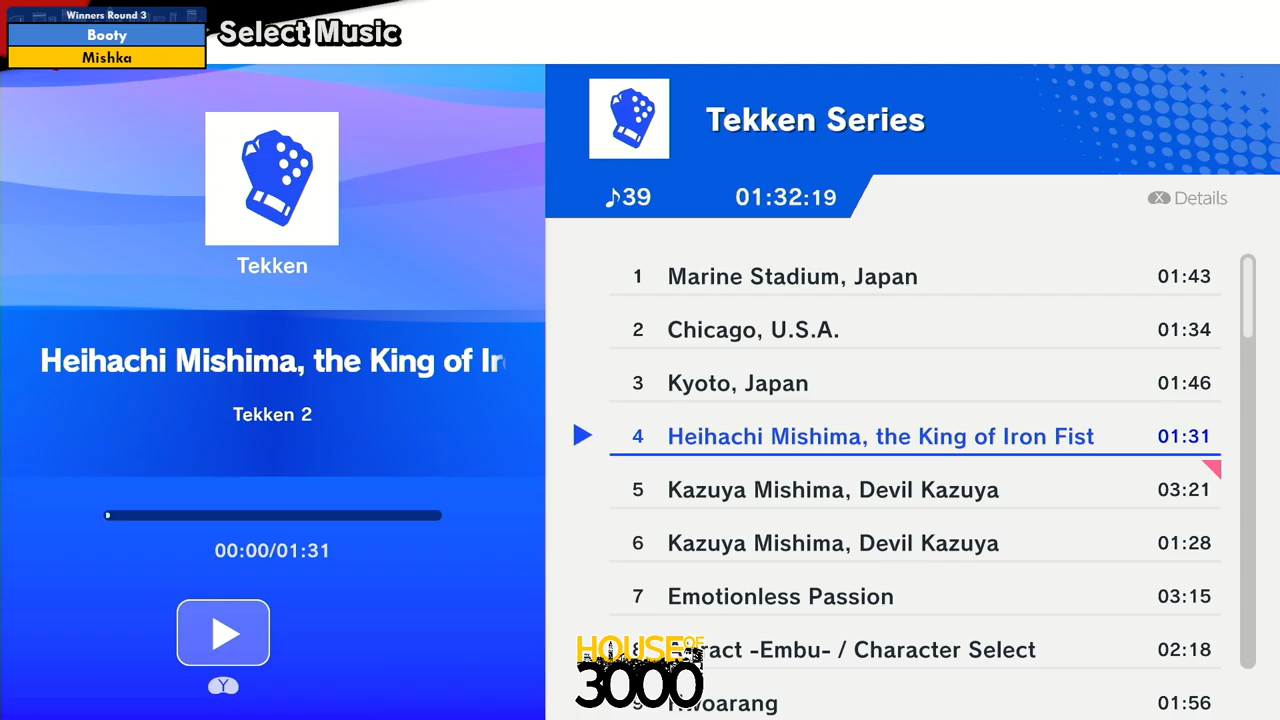 Winners Round 3
Booty
Mishka
Select Music
Tekken
Heihachi Mishima, the King of Ir
Tekken 2
00:00/01:31
Y
Tekken Series
♪39 01:32:19
X Details
1 Marine Stadium, Japan 01:43
2 Chicago, U.S.A. 01:34
3 Kyoto, Japan 01:46
4 Heihachi Mishima, the King of Iron Fist 01:31
5 Kazuya Mishima, Devil Kazuya 03:21
6 Kazuya Mishima, Devil Kazuya 01:28
7 Emotionless Passion 03:15
8 Attract -Embu- / Character Select 02:18
9 Hwoarang 01:56
HOUSE OF
3000